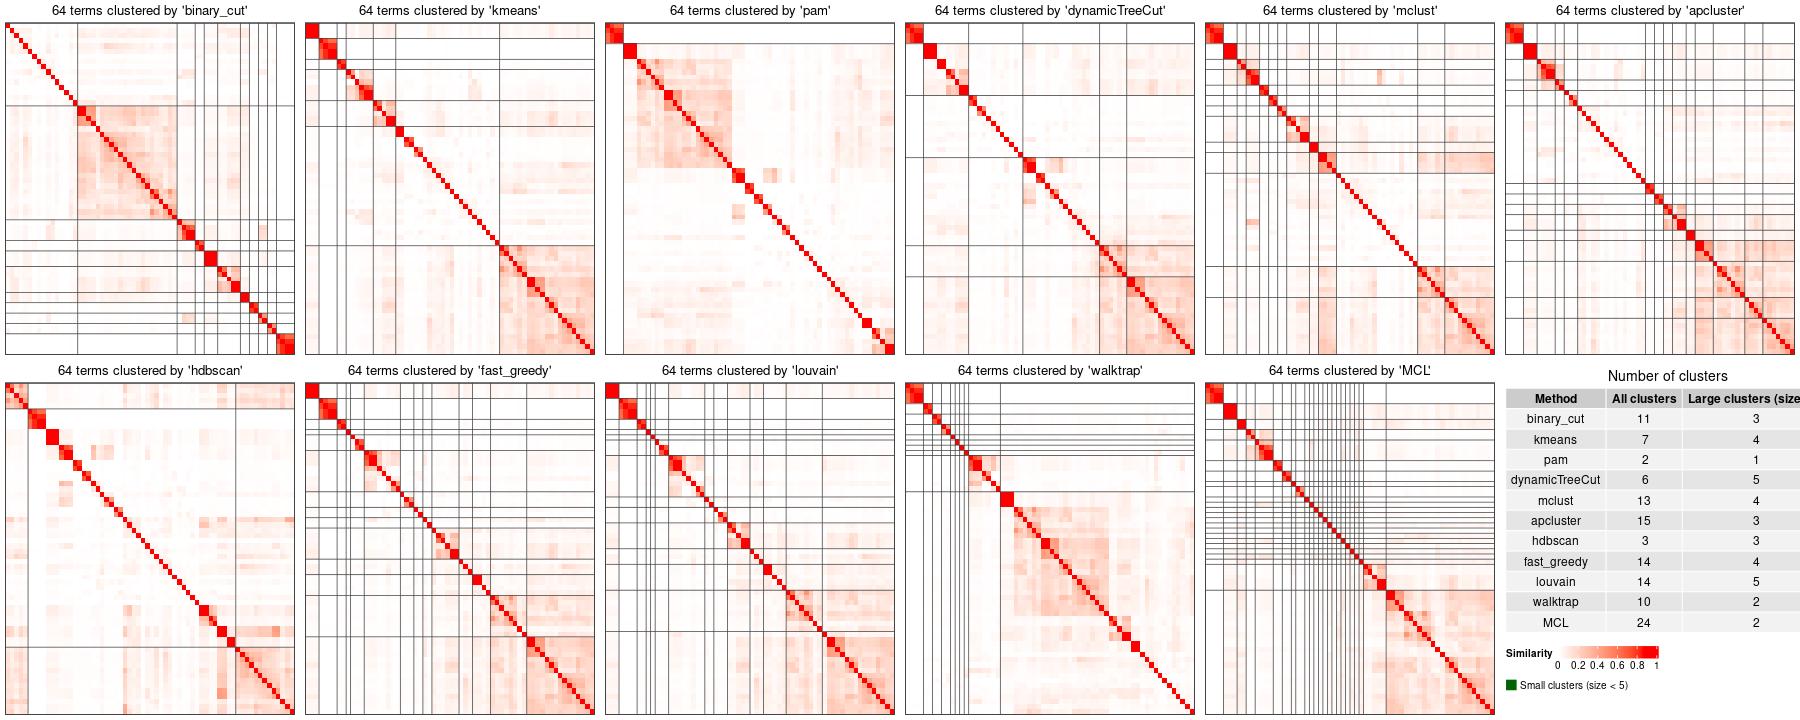 64 terms clustered by 'binary_cut'
64 terms clustered by 'kmeans'
64 terms clustered by 'pam'
64 terms clustered by 'dynamicTreeCut'
64 terms clustered by 'mclust'
64 terms clustered by 'apcluster'
64 terms clustered by 'hdbscan'
64 terms clustered by 'fast_greedy'
64 terms clustered by 'louvain'
64 terms clustered by 'walktrap'
64 terms clustered by 'MCL'
Number of clusters
Method All clusters Large clusters (size
binary_cut 11 3
kmeans 7 4
pam 2 1
dynamicTreeCut 6 5
mclust 13 4
apcluster 15 3
hdbscan 3 3
fast_greedy 14 4
louvain 14 5
walktrap 10 2
MCL 24 2
Similarity
0 0.2 0.4 0.6 0.8 1
Small clusters (size < 5)